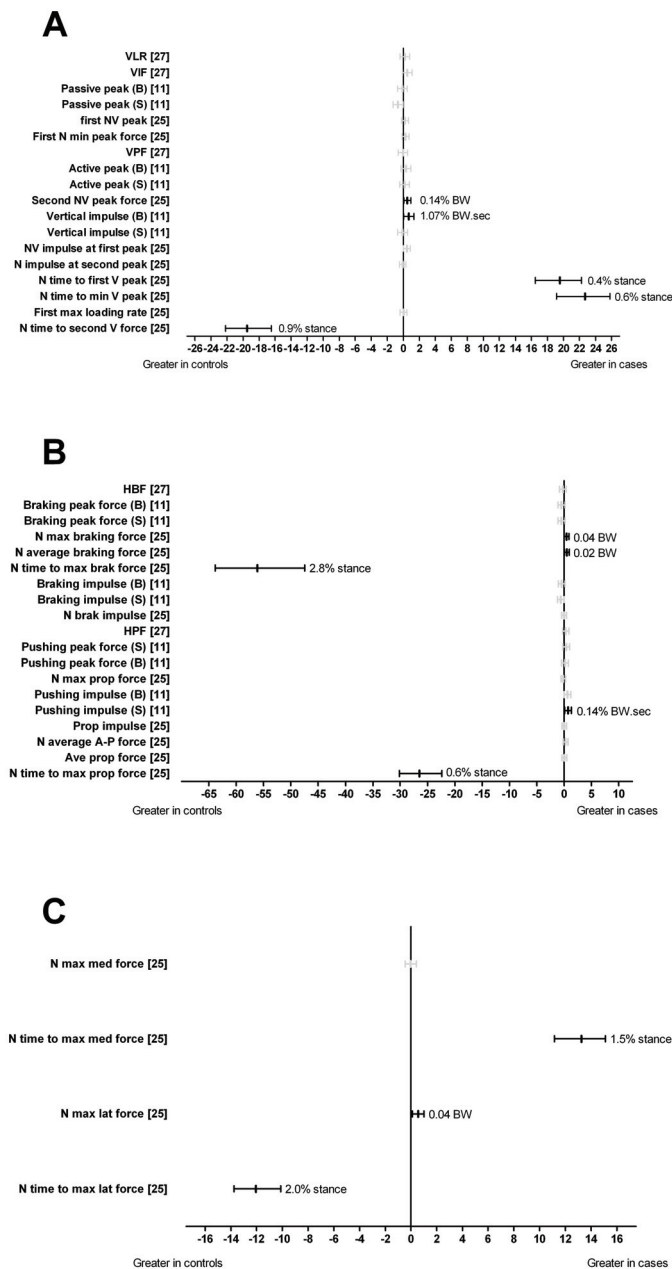 A
VLR [27]
VIF [27]
Passive peak (B) [11]
Passive peak (S) [11]
first NV peak [25]
First N min peak force [25]
VPF [27]
Active peak (B) [11]
Active peak (S) [11]
Second NV peak force [25] 0.14% BW
Vertical impulse (B) [11] 1.07% BW.sec
Vertical impulse (S) [11]
NV impulse at first peak [25]
N impulse at second peak [25]
N time to first V peak [25] 0.4% stance
N time to min V peak [25] 0.6% stance
First max loading rate [25]
N time to second V force [25] 0.9% stance
-26 -24 -22 -20 -18 -16 -14 -12 -10 -8 -6 -4 -2 0 2 4 6 8 10 12 14 16 18 20 22 24 26
Greater in controls Greater in cases
B
HBF [27]
Braking peak force (B) [11]
Braking peak force (S) [11]
N max braking force [25] 0.04 BW
N average braking force [25] 0.02 BW
N time to max brak force [25] 2.8% stance
Braking impulse (B) [11]
Braking impulse (S) [11]
N brak impulse [25]
HPF [27]
Pushing peak force (S) [11]
Pushing peak force (B) [11]
N max prop force [25]
Pushing impulse (B) [11]
Pushing impulse (S) [11] 0.14% BW.sec
Prop impulse [25]
N average A-P force [25]
Ave prop force [25]
N time to max prop force [25] 0.6% stance
-65 -60 -55 -50 -45 -40 -35 -30 -25 -20 -15 -10 -5 0 5 10
Greater in controls Greater in cases
C
N max med force [25]
N time to max med force [25] 1.5% stance
N max lat force [25] 0.04 BW
N time to max lat force [25] 2.0% stance
-16 -14 -12 -10 -8 -6 -4 -2 0 2 4 6 8 10 12 14 16
Greater in controls Greater in cases